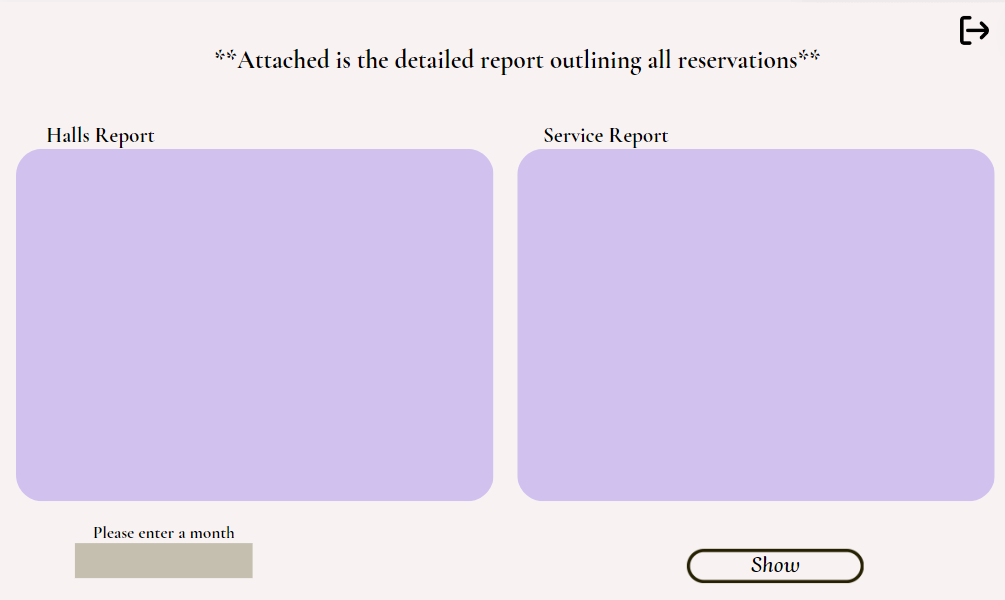 **Attached is the detailed report outlining all reservations**
Halls Report
Service Report
Please enter a month
Show